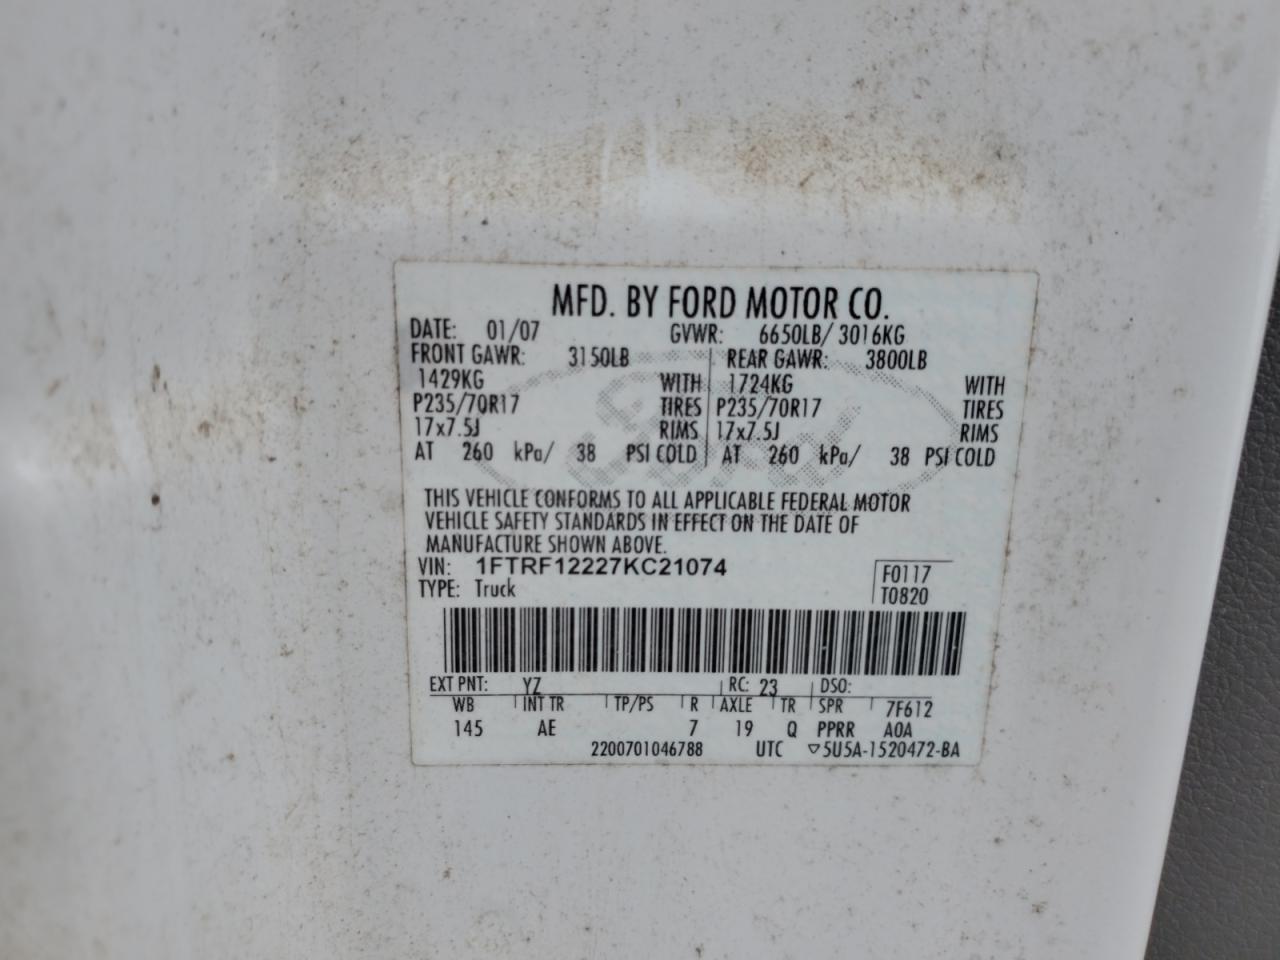 MFD. BY FORD MOTOR CO.
DATE: 01/07 GVWR: 6650LB/ 3016KG
FRONT GAWR: 3150LB REAR GAWR: 3800LB
1429KG WITH 1724KG WITH
P235/70R17 TIRES P235/70R17 TIRES
17x7.5J RIMS 17x7.5J RIMS
AT 260 kPa/ 38 PSI COLD AT 260 kPa/ 38 PSI COLD
Ford
THIS VEHICLE CONFORMS TO ALL APPLICABLE FEDERAL MOTOR
VEHICLE SAFETY STANDARDS IN EFFECT ON THE DATE OF
MANUFACTURE SHOWN ABOVE.
VIN: 1FTRF12227KC21074 F0117
TYPE: Truck T0820
EXT PNT: YZ RC: 23 DSO:
WB INT TR TP/PS R AXLE TR SPR 7F612
145 AE 7 19 Q PPRR A0A
2200701046788 UTC ▽5U5A-1520472-BA